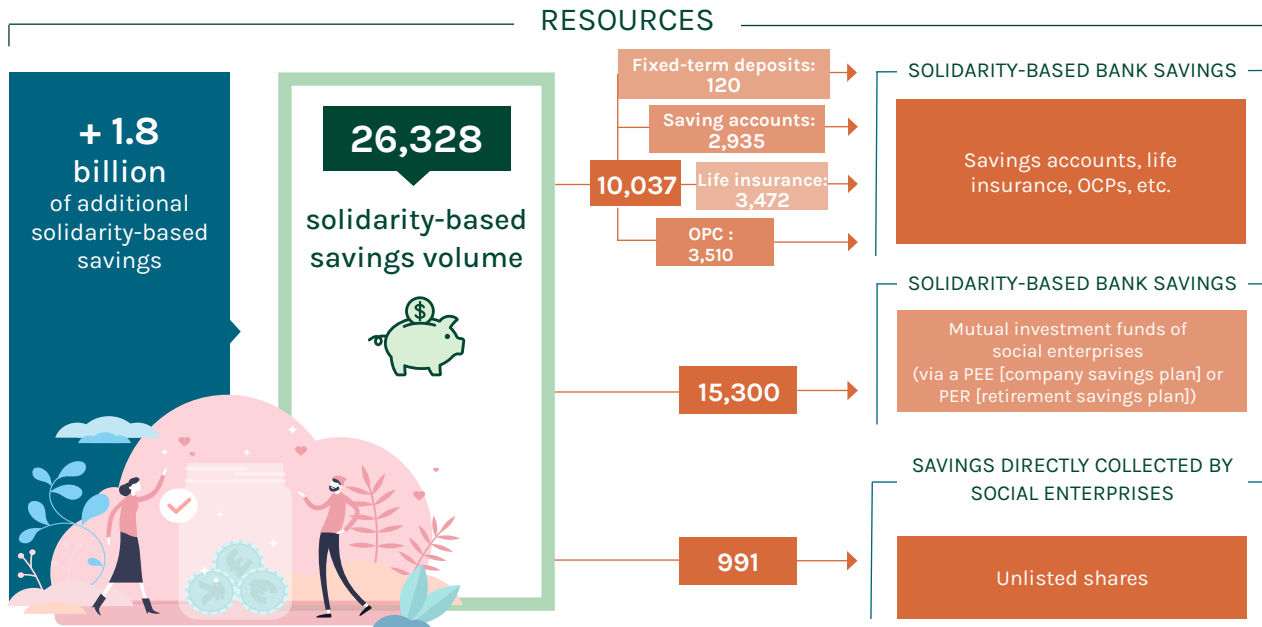 RESOURCES
+ 1.8
billion
of additional
solidarity-based
savings
26,328
solidarity-based
savings volume
$
Fixed-term deposits:
120
Saving accounts:
2,935
10,037
Life insurance:
3,472
OPC :
3,510
SOLIDARITY-BASED BANK SAVINGS
Savings accounts, life
insurance, OCPs, etc.
15,300
SOLIDARITY-BASED BANK SAVINGS
Mutual investment funds of
social enterprises
(via a PEE [company savings plan] or
PER [retirement savings plan])
991
SAVINGS DIRECTLY COLLECTED BY
SOCIAL ENTERPRISES
Unlisted shares